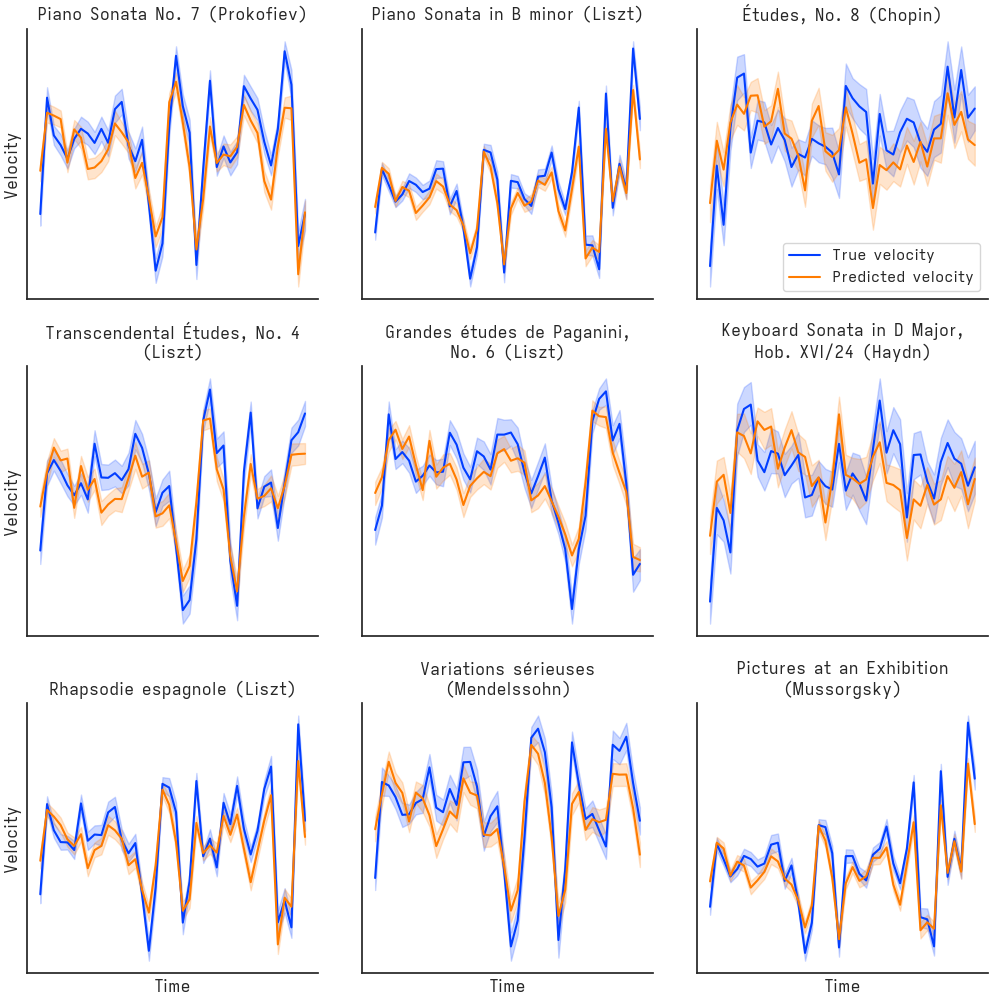 Piano Sonata No. 7 (Prokofiev)
Piano Sonata in B minor (Liszt)
Études, No. 8 (Chopin)
Velocity
True velocity
Predicted velocity
Transcendental Études, No. 4
(Liszt)
Grandes études de Paganini,
No. 6 (Liszt)
Keyboard Sonata in D Major,
Hob. XVI/24 (Haydn)
Velocity
Rhapsodie espagnole (Liszt)
Variations sérieuses
(Mendelssohn)
Pictures at an Exhibition
(Mussorgsky)
Velocity
Time
Time
Time